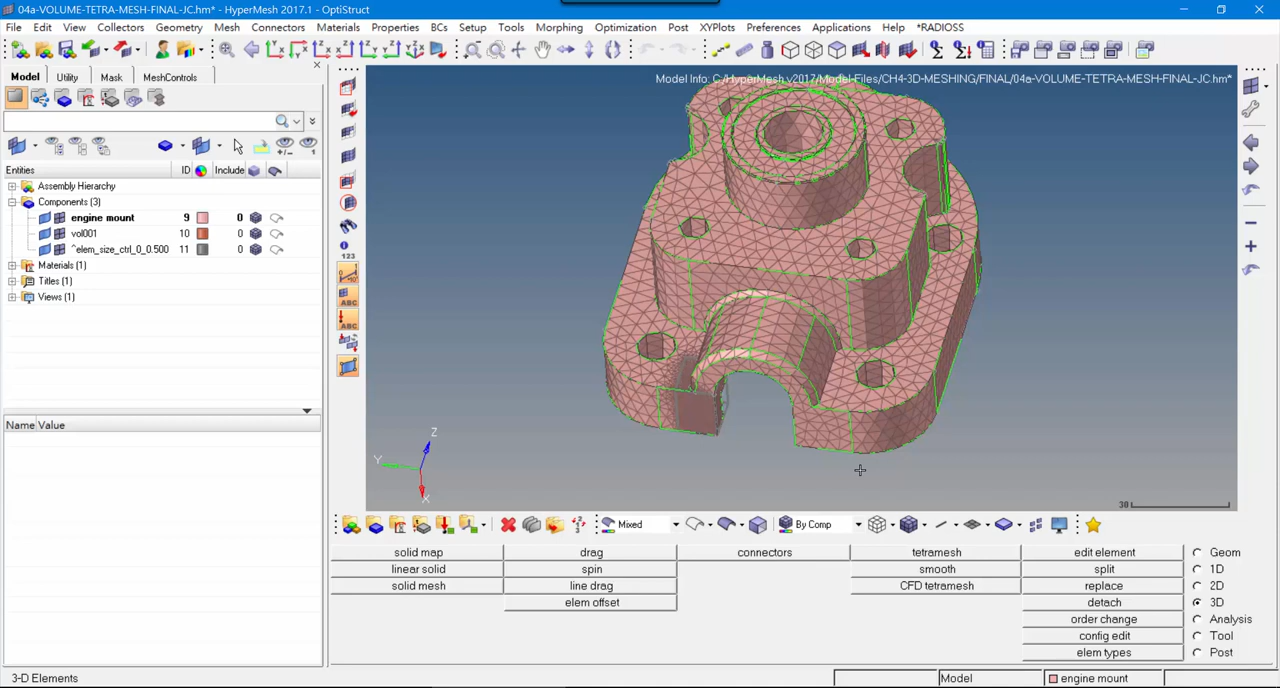 04a-VOLUME-TETRA-MESH-FINAL-JC.hm* - HyperMesh 2017.1 - OptiStruct
File Edit View Collectors Geometry Mesh Connectors Materials Properties BCs Setup Tools Morphing Optimization Post XYPlots Preferences Applications Help *RADIOSS
Model Utility Mask MeshControls
Model Info: C:/HyperMesh.v2017/Model-Files/CH4-3D-MESHING/FINAL/04a-VOLUME-TETRA-MESH-FINAL-JC.hm*
Entities ID Include
Assembly Hierarchy
Components (3)
engine mount 9 0
vol001 10 0
^elem_size_ctrl_0_0.500 11 0
Materials (1)
Titles (1)
Views (1)
Name Value
123
ABC
ABC
Z
Y
X
30
Mixed By Comp
solid map drag connectors tetramesh edit element Geom
linear solid spin smooth split 1D
solid mesh line drag CFD tetramesh replace 2D
elem offset detach 3D
order change Analysis
config edit Tool
elem types Post
3-D Elements Model engine mount